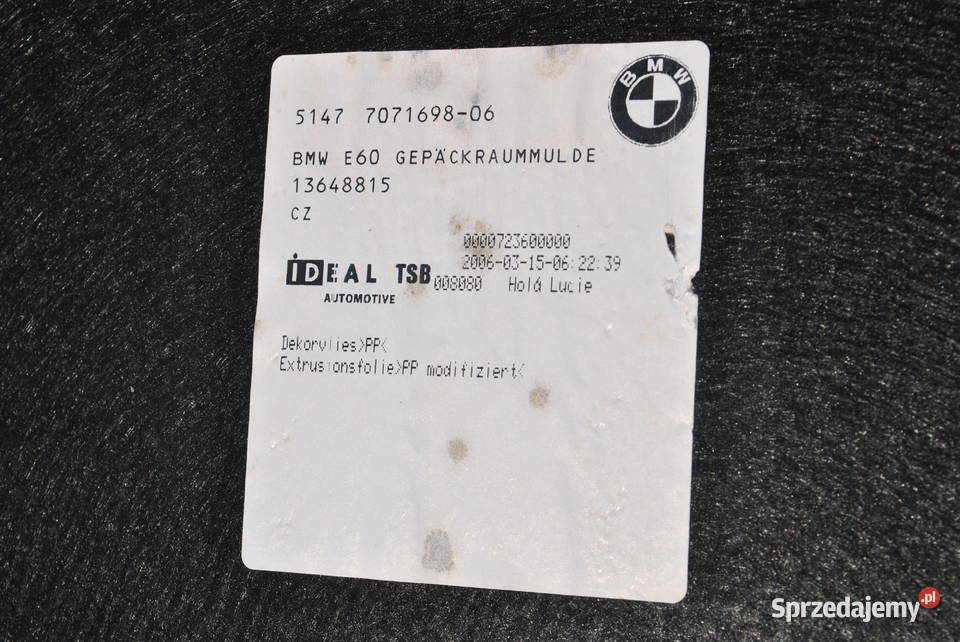 BMW
5147 7071698-06
BMW E60 GEPÄCKRAUMMULDE
13648815
CZ
0000723600000
2006-03-15-06:22:39
iDEAL TSB 008080 Holá Lucie
AUTOMOTIVE
Dekorvlies>PP<
Extrusionsfolie>PP modifiziert<
Sprzedajemy.pl